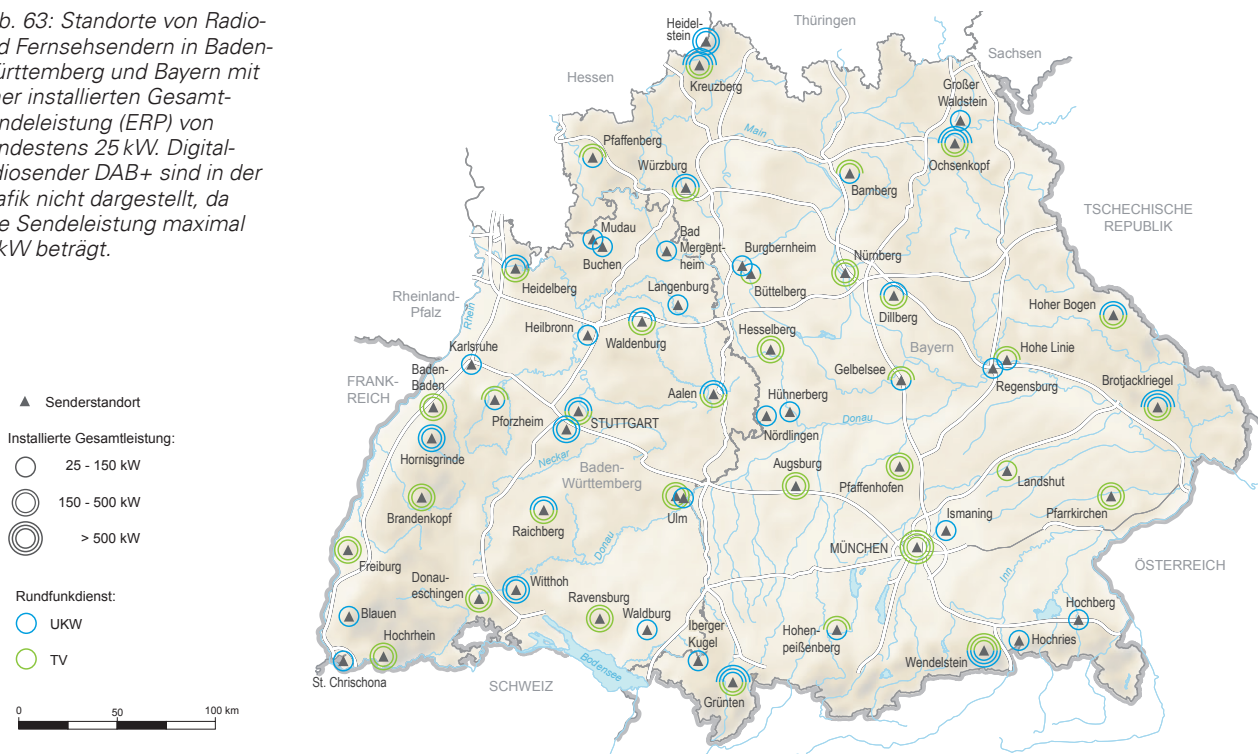 b. 63: Standorte von Radio-
d Fernsehsendern in Baden-
ürttemberg und Bayern mit
ner installierten Gesamt-
ndeleistung (ERP) von
ndestens 25 kW. Digital-
diosender DAB+ sind in der
afik nicht dargestellt, da
e Sendeleistung maximal
kW beträgt.
Senderstandort
Installierte Gesamtleistung:
25 - 150 kW
150 - 500 kW
> 500 kW
Rundfunkdienst:
UKW
TV
0 50 100 km
Thüringen
Heidel-
stein
Sachsen
Hessen
Kreuzberg
Großer
Waldstein
Main
Pfaffenberg
Würzburg
Ochsenkopf
Bamberg
TSCHECHISCHE
REPUBLIK
Mudau
Bad
Mergent-
heim
Buchen
Burgbernheim
Nürnberg
Heidelberg
Büttelberg
Langenburg
Rheinland-
Pfalz
Rhein
Dillberg
Hoher Bogen
Heilbronn
Waldenburg
Hesselberg
Karlsruhe
Bayern
Hohe Linie
Baden-
Baden
Gelbelsee
Regensburg
FRANK-
REICH
Aalen
Hühnerberg
Brotjacklriegel
Pforzheim
STUTTGART
Donau
Nördlingen
Hornisgrinde
Neckar
Baden-
Württemberg
Augsburg
Pfaffenhofen
Landshut
Brandenkopf
Raichberg
Ulm
Pfarrkirchen
Ismaning
Donau
MÜNCHEN
Freiburg
ÖSTERREICH
Donau-
eschingen
Witthoh
Inn
Ravensburg
Blauen
Waldburg
Hochberg
Hochrhein
Iberger
Kugel
Hohen-
peißenberg
Hochries
Bodensee
Wendelstein
St. Chrischona
SCHWEIZ
Grünten